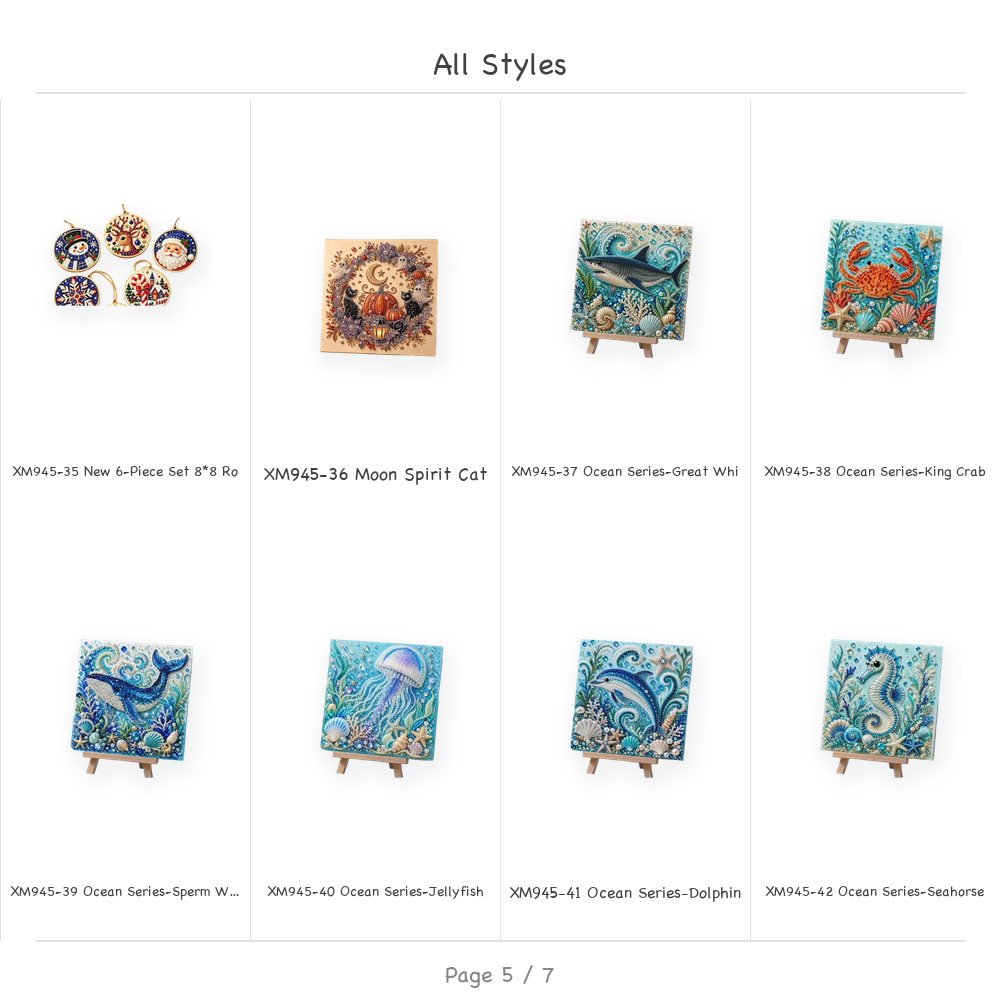 All Styles
XM945-35 New 6-Piece Set 8*8 Ro
XM945-36 Moon Spirit Cat
XM945-37 Ocean Series-Great Whi
XM945-38 Ocean Series-King Crab
XM945-39 Ocean Series-Sperm W...
XM945-40 Ocean Series-Jellyfish
XM945-41 Ocean Series-Dolphin
XM945-42 Ocean Series-Seahorse
Page 5 / 7